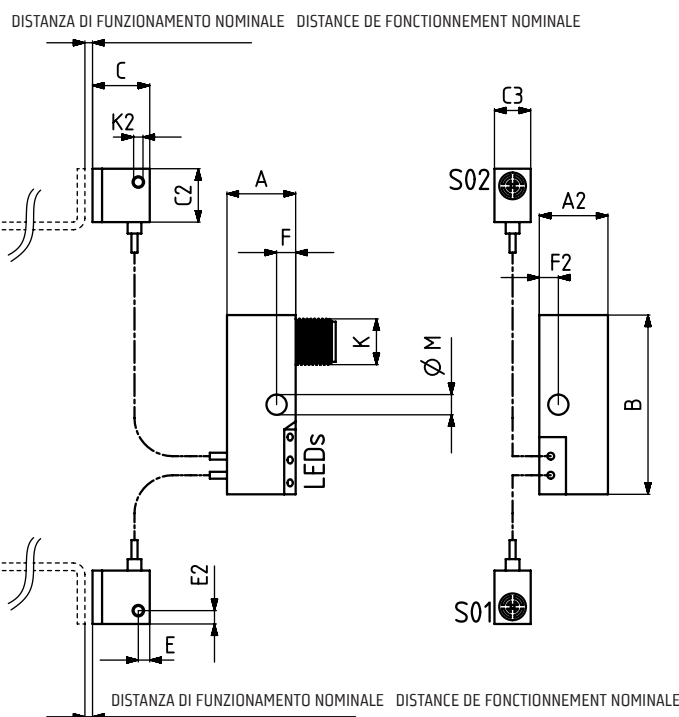 DISTANZA DI FUNZIONAMENTO NOMINALE DISTANCE DE FONCTIONNEMENT NOMINALE
C
C3
K2
S02
A
A2
C2
F
F2
K
Ø M
B
LEDs
E2
S01
E
DISTANZA DI FUNZIONAMENTO NOMINALE DISTANCE DE FONCTIONNEMENT NOMINALE